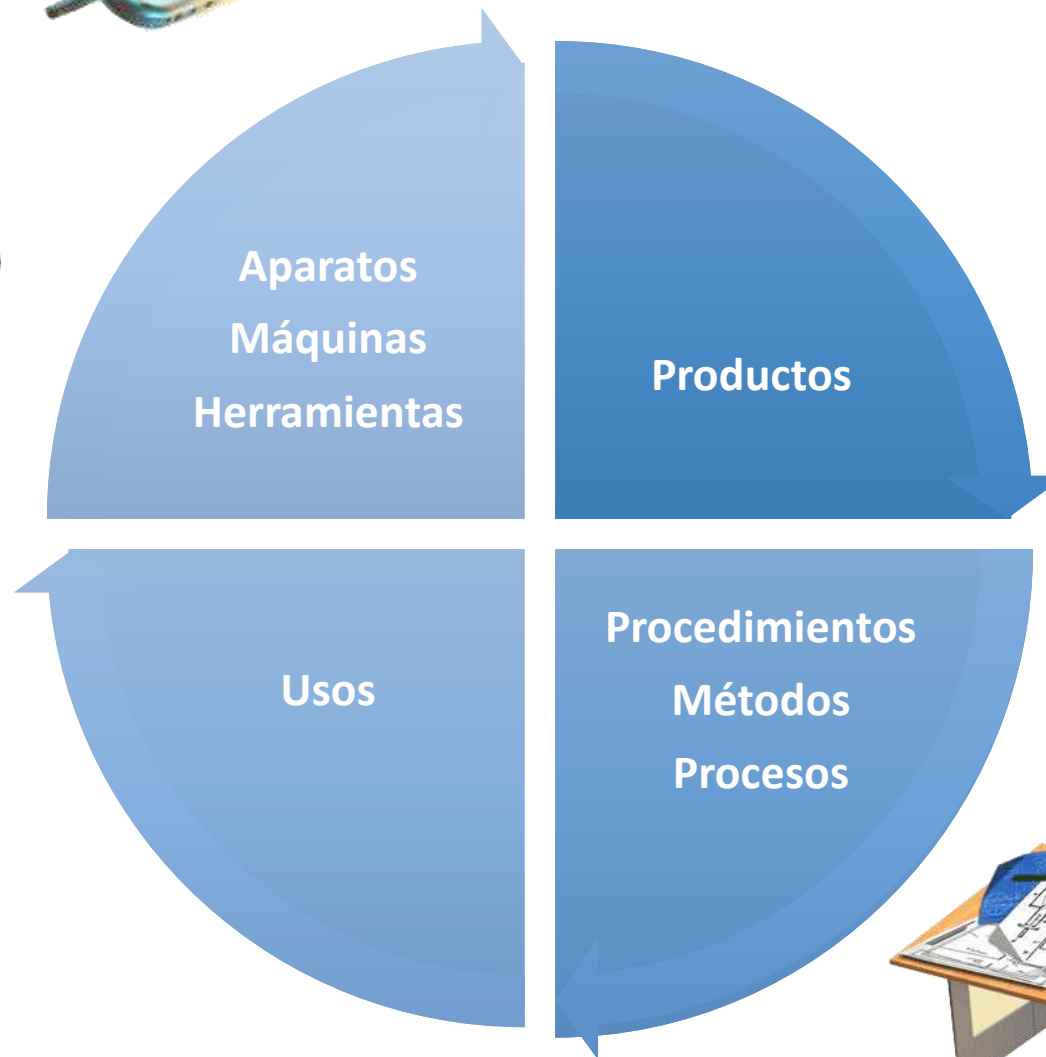 Aparatos
Máquinas
Herramientas
Productos
Procedimientos
Métodos
Procesos
Usos